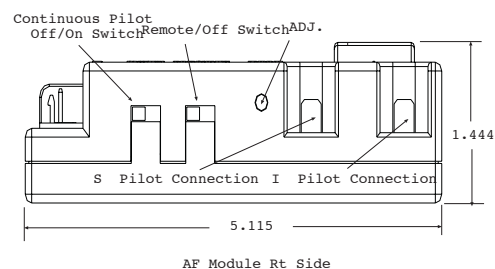 Continuous Pilot
Off/On Switch
Remote/Off Switch
ADJ.
1.444
S Pilot Connection
I Pilot Connection
5.115
AF Module Rt Side